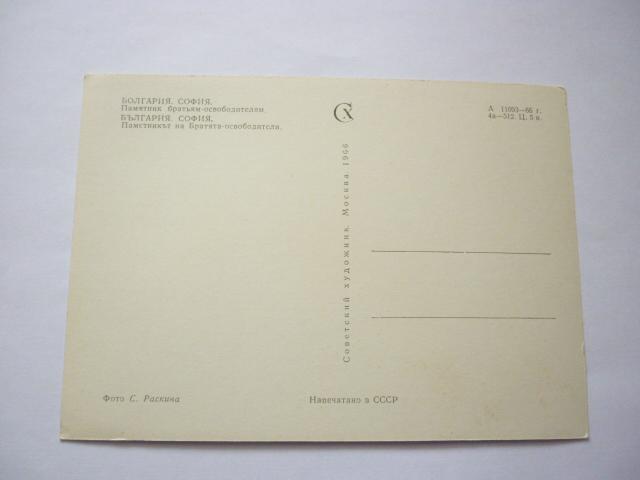 БОЛГАРИЯ. СОФИЯ.
Памятник братьям-освободителям.
БЪЛГАРИЯ. СОФИЯ.
Паметникът на Братята-освободители.
СХ
А 11093—66 г.
4а—512. Ц. 5 к.
Советский художник. Москва. 1966
Фото С. Раскина
Напечатано в СССР